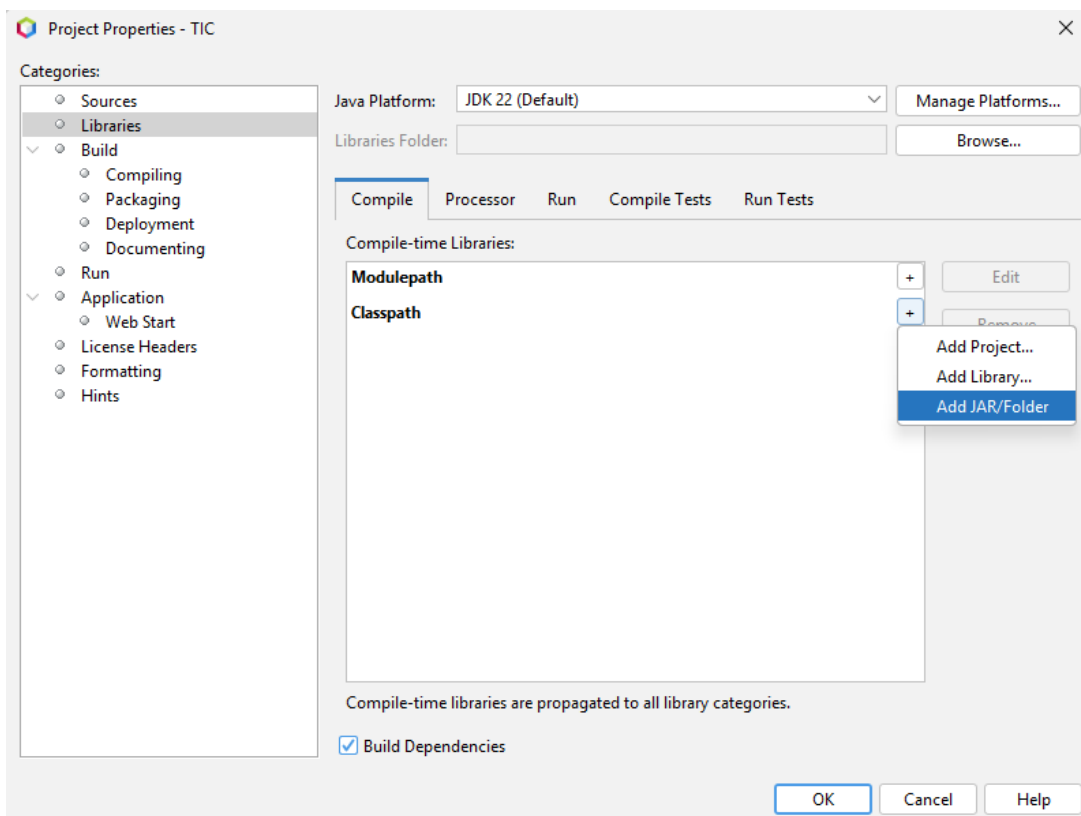 Project Properties - TIC
Categories:
Sources
Libraries
Build
Compiling
Packaging
Deployment
Documenting
Run
Application
Web Start
License Headers
Formatting
Hints
Java Platform:
JDK 22 (Default)
Manage Platforms...
Libraries Folder:
Browse...
Compile Processor Run Compile Tests Run Tests
Compile-time Libraries:
Modulepath
+
Edit
Classpath
+
Remove
Add Project...
Add Library...
Add JAR/Folder
Compile-time libraries are propagated to all library categories.
Build Dependencies
OK Cancel Help